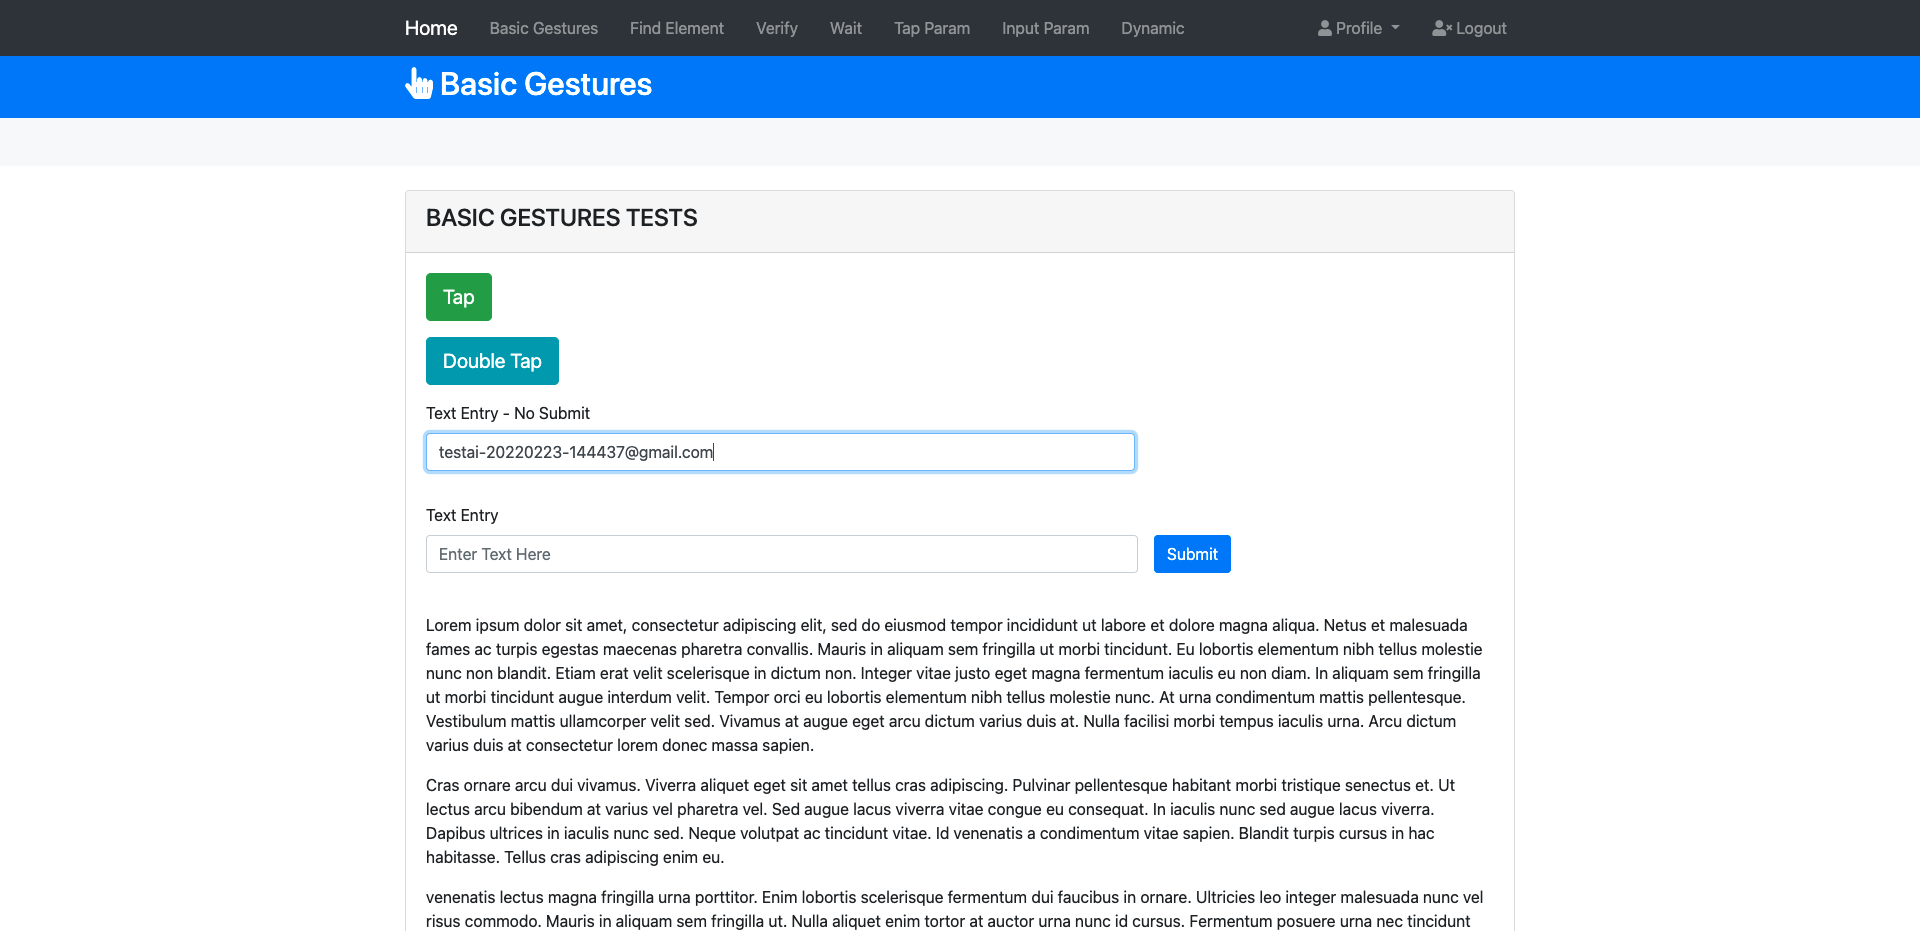 Home Basic Gestures Find Element Verify Wait Tap Param Input Param Dynamic Profile Logout
Basic Gestures
BASIC GESTURES TESTS
Tap
Double Tap
Text Entry - No Submit
testai-20220223-144437@gmail.com
Text Entry
Enter Text Here Submit
Lorem ipsum dolor sit amet, consectetur adipiscing elit, sed do eiusmod tempor incididunt ut labore et dolore magna aliqua. Netus et malesuada
fames ac turpis egestas maecenas pharetra convallis. Mauris in aliquam sem fringilla ut morbi tincidunt. Eu lobortis elementum nibh tellus molestie
nunc non blandit. Etiam erat velit scelerisque in dictum non. Integer vitae justo eget magna fermentum iaculis eu non diam. In aliquam sem fringilla
ut morbi tincidunt augue interdum velit. Tempor orci eu lobortis elementum nibh tellus molestie nunc. At urna condimentum mattis pellentesque.
Vestibulum mattis ullamcorper velit sed. Vivamus at augue eget arcu dictum varius duis at. Nulla facilisi morbi tempus iaculis urna. Arcu dictum
varius duis at consectetur lorem donec massa sapien.
Cras ornare arcu dui vivamus. Viverra aliquet eget sit amet tellus cras adipiscing. Pulvinar pellentesque habitant morbi tristique senectus et. Ut
lectus arcu bibendum at varius vel pharetra vel. Sed augue lacus viverra vitae congue eu consequat. In iaculis nunc sed augue lacus viverra.
Dapibus ultrices in iaculis nunc sed. Neque volutpat ac tincidunt vitae. Id venenatis a condimentum vitae sapien. Blandit turpis cursus in hac
habitasse. Tellus cras adipiscing enim eu.
venenatis lectus magna fringilla urna porttitor. Enim lobortis scelerisque fermentum dui faucibus in ornare. Ultricies leo integer malesuada nunc vel
risus commodo. Mauris in aliquam sem fringilla ut. Nulla aliquet enim tortor at auctor urna nunc id cursus. Fermentum posuere urna nec tincidunt